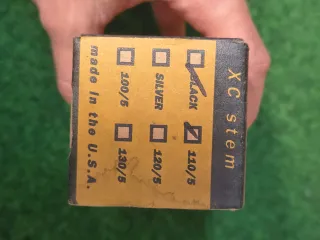 XC stem
BLACK 110/5
SILVER 120/5
100/5 130/5
made in the U.S.A.